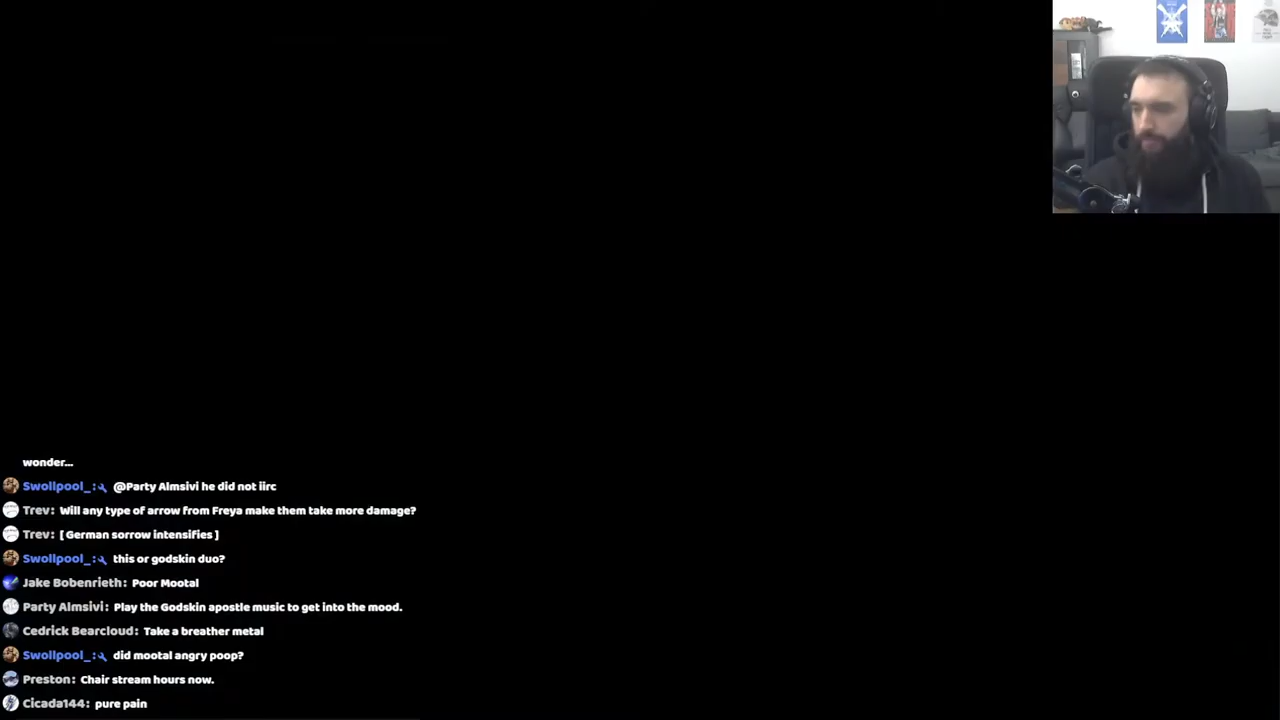 wonder...
Swollpool_: @Party Almsivi he did not iirc
Trev: Will any type of arrow from Freya make them take more damage?
Trev: [ German sorrow intensifies ]
Swollpool_: this or godskin duo?
Jake Bobenrieth: Poor Mootal
Party Almsivi: Play the Godskin apostle music to get into the mood.
Cedrick Bearcloud: Take a breather metal
Swollpool_: did mootal angry poop?
Preston: Chair stream hours now.
Cicada144: pure pain